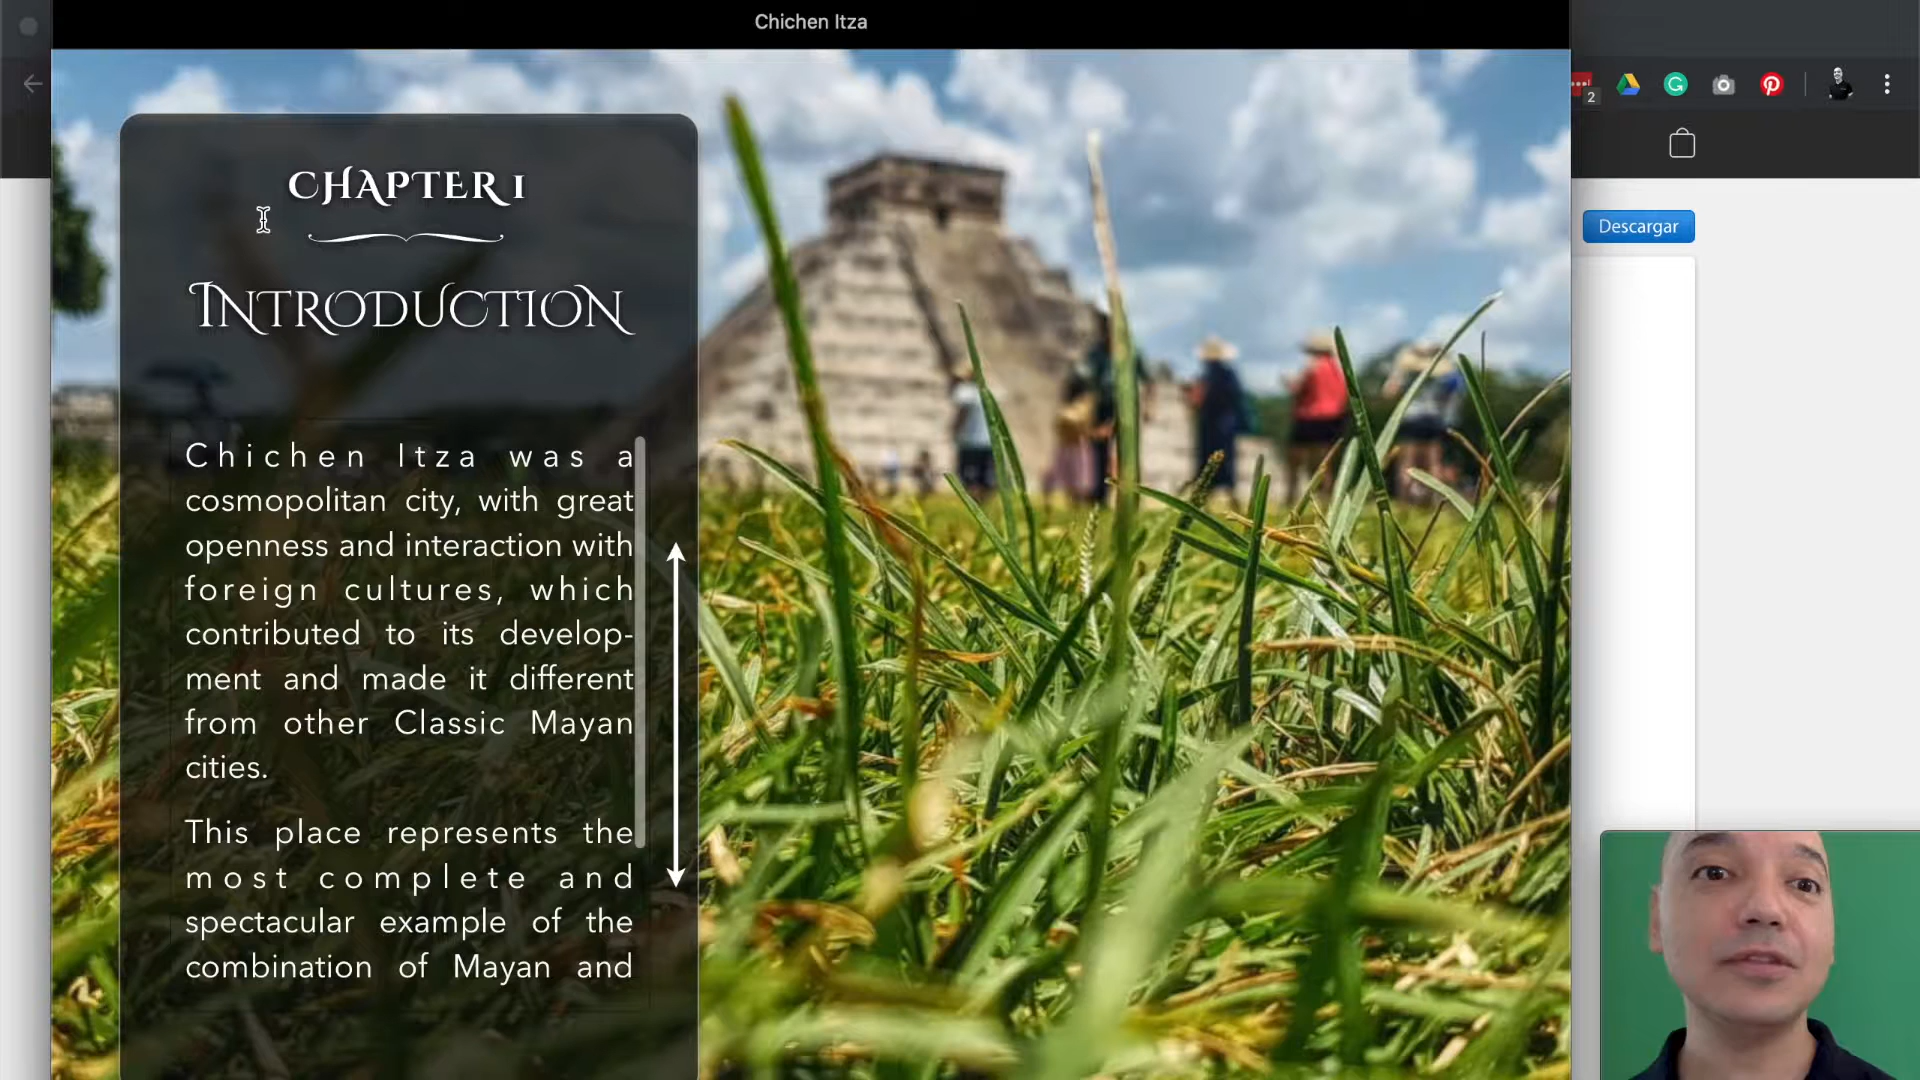 Chichen Itza
CHAPTER I
INTRODUCTION
Chichen Itza was a
cosmopolitan city, with great
openness and interaction with
foreign cultures, which
contributed to its develop-
ment and made it different
from other Classic Mayan
cities.
This place represents the
most complete and
spectacular example of the
combination of Mayan and
2
Descargar